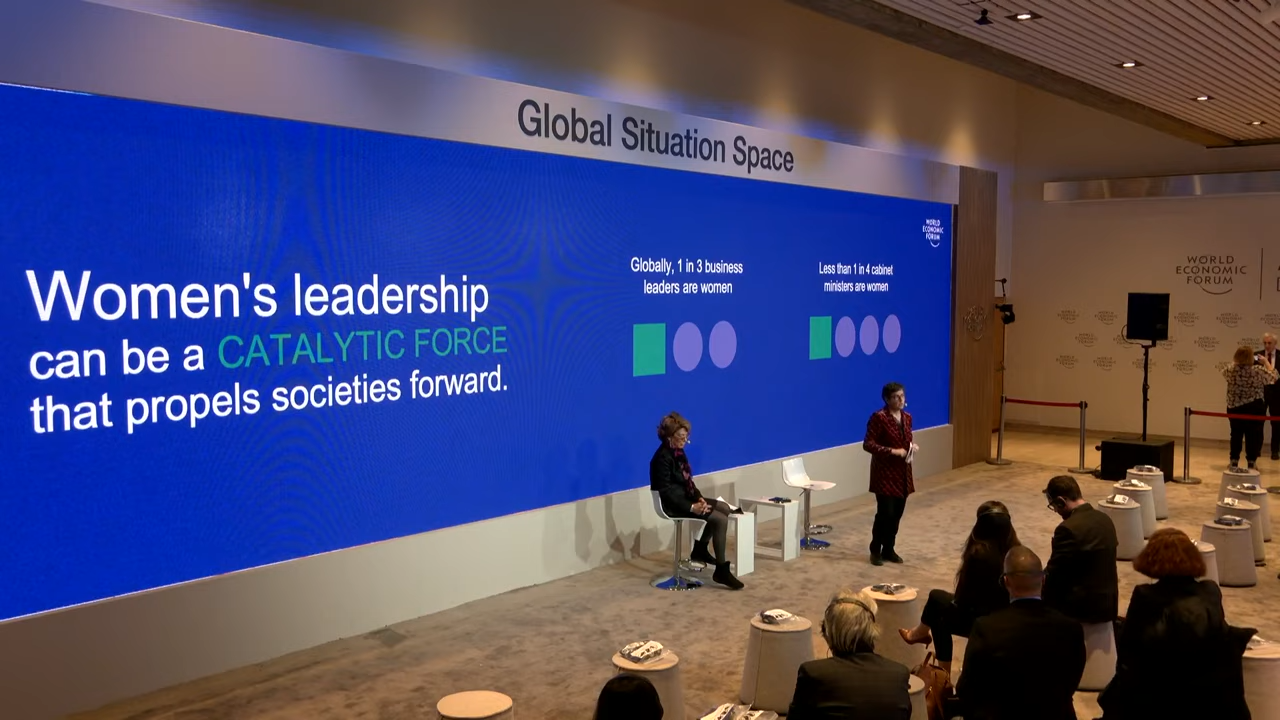 Global Situation Space
WORLD
ECONOMIC
FORUM
Women's leadership
can be a CATALYTIC FORCE
that propels societies forward.
Globally, 1 in 3 business
leaders are women
Less than 1 in 4 cabinet
ministers are women
WORLD
ECONOMIC
FORUM